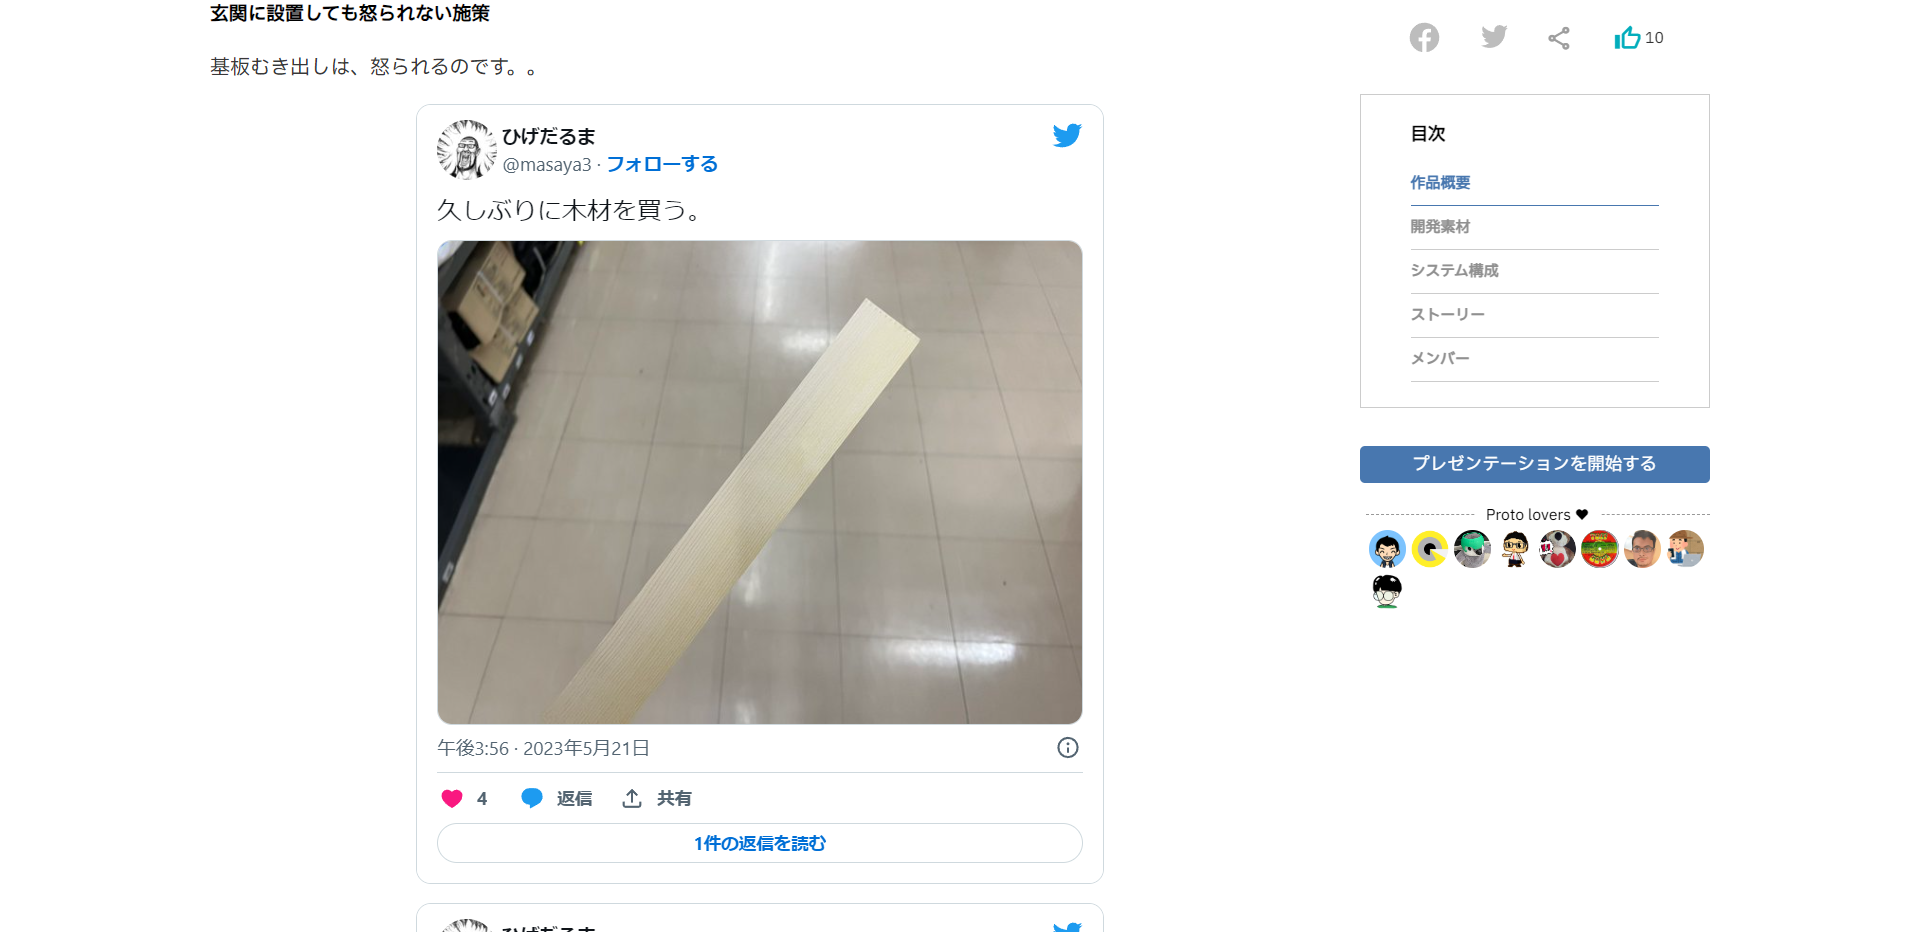 玄関に設置しても怒られない施策
基板むき出しは、怒られるのです。。
ひげだるま
@masaya3 · フォローする
久しぶりに木材を買う。
午後3:56 · 2023年5月21日
4 返信 共有
1件の返信を読む
ひげだるま
10
目次
作品概要
開発素材
システム構成
ストーリー
メンバー
プレゼンテーションを開始する
Proto lovers ♥